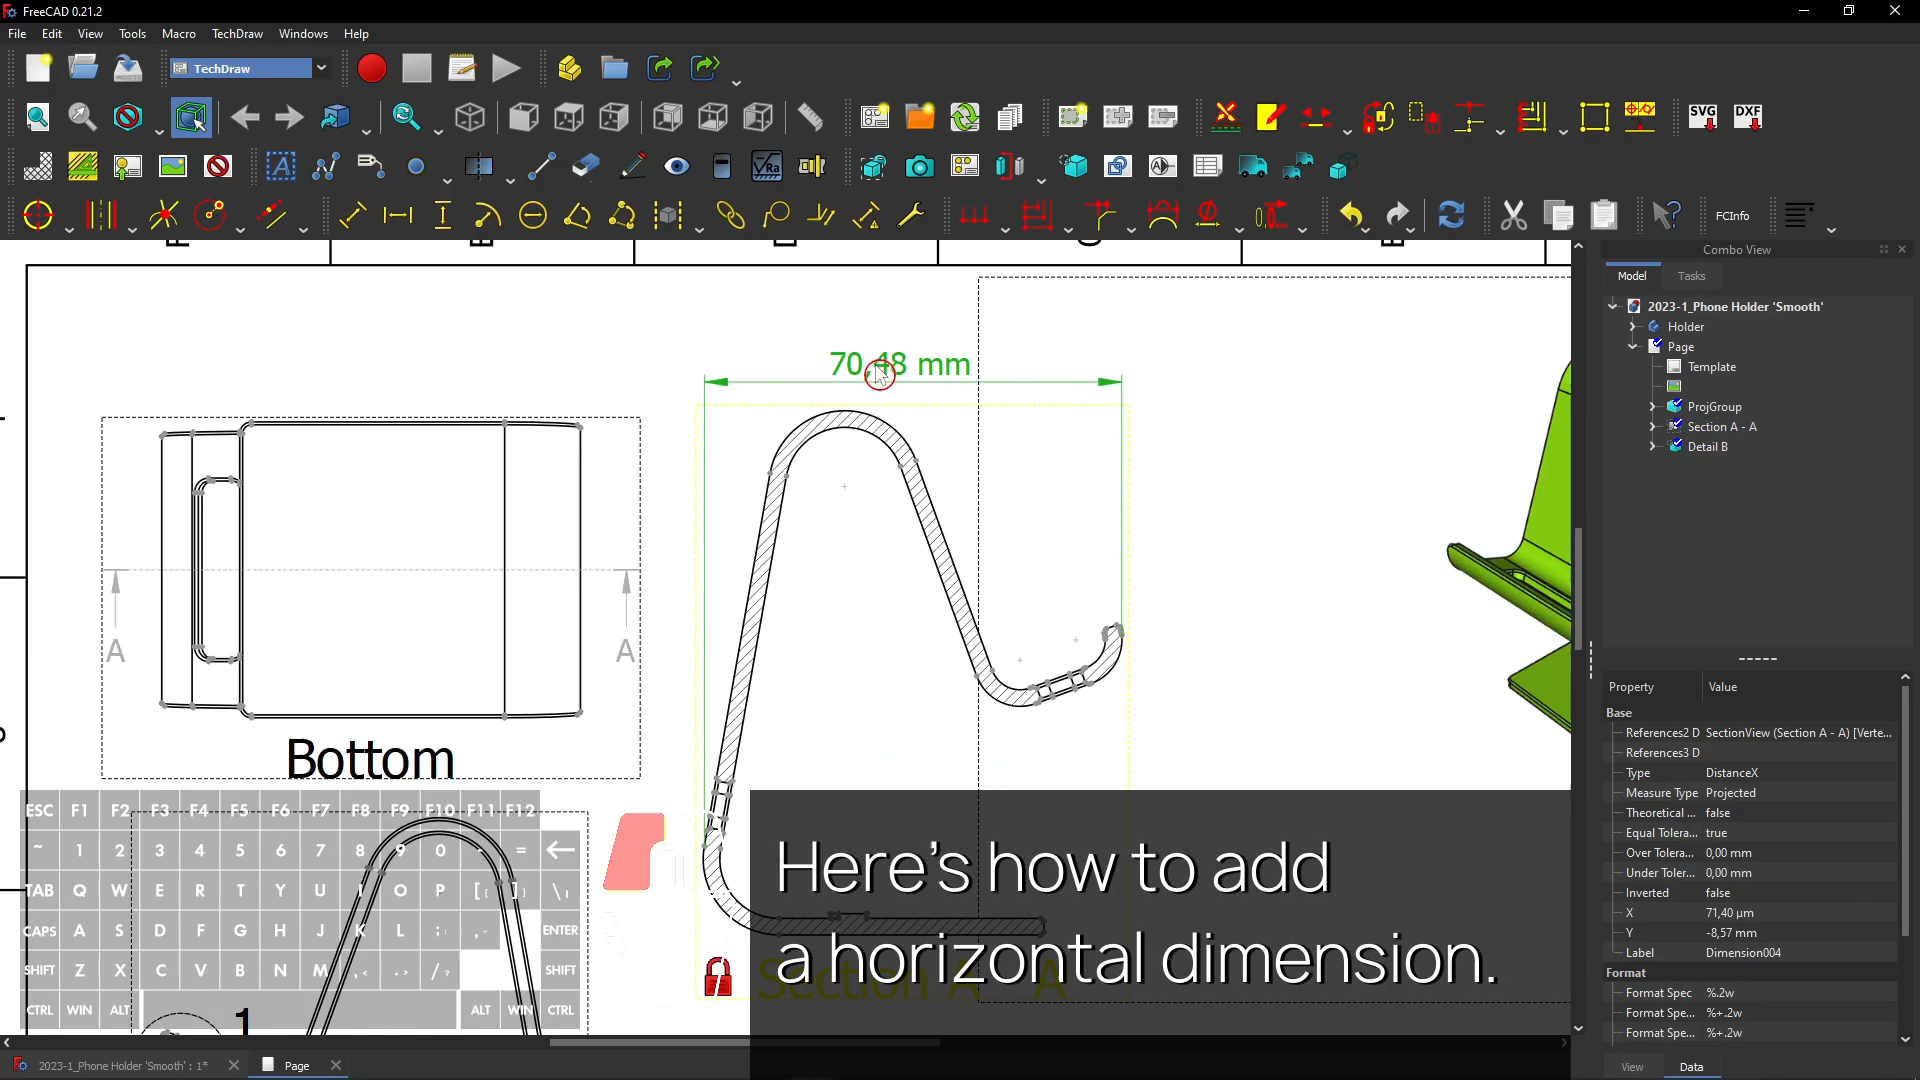 FreeCAD 0.21.2
File Edit View Tools Macro TechDraw Windows Help
TechDraw
SVG DXF
A √Ra
FCInfo
Combo View
Model Tasks
2023-1_Phone Holder 'Smooth'
Holder
Page
Template
ProjGroup
Section A - A
Detail B
70,48 mm
A A
Bottom
Property Value
Base
References2 D SectionView (Section A - A) [Verte...
References3 D
Type DistanceX
Measure Type Projected
Theoretical ... false
Equal Tolera... true
Over Tolera... 0,00 mm
Under Toler... 0,00 mm
Inverted false
X 71,40 µm
Y -8,57 mm
Label Dimension004
Format
Format Spec %.2w
Format Spe... %+.2w
Format Spe... %+.2w
View Data
ESC F1 F2 F3 F4 F5 F6 F7 F8 F9 F10 F11 F12
~ 1 2 3 4 5 6 7 8 9 0 - =
TAB Q W E R T Y U I O P [{ ]} \|
CAPS A S D F G H J K L ;: ,” ENTER
SHIFT Z X C V B N M ,< .> /? SHIFT
CTRL WIN ALT ALT WIN CTRL
1
Section A - A
Here's how to add
a horizontal dimension.
2023-1_Phone Holder 'Smooth' : 1*
Page